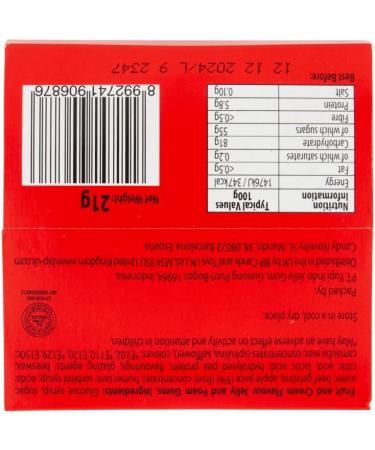 Fruit and Cream Flavour Jelly and Foam Gums. Glucose syrup, sugar,
water, beef gelatine, apple juice (5%) (from concentrate), humectant: sorbitol syrup; acids:
citric acid, lactic acid; hydrolysed pea protein, flavourings, glazing agents: beeswax,
carnauba wax; concentrates (spirulina, safflower), colours: *E102, *E110, E120, *E129, E150c.
*May have an adverse effect on activity and attention in children.
Store in a cool, dry place.
Packed by:
PT. Yupi Indo Jelly Gum, Gunung Putri-Bogor 16964, Indonesia.
Distributed in the UK by BIP Candy and Toys UK Ltd, M34 3SU United Kingdom www.bip-uk.com
Candy Novelty SL Mandri, 38, 08022 Barcelona, España
Nutrition Information
Typical Values 100g
Energy 1476kJ / 347kcal
Fat <0.5g
of which saturates 0.2g
Carbohydrate 81g
of which sugars 55g
Fibre <0.5g
Protein 5.8g
Salt 0.10g
Net Weight: 21g
8 992741 906876
Best Before:
12 12 2024/L 9 2347